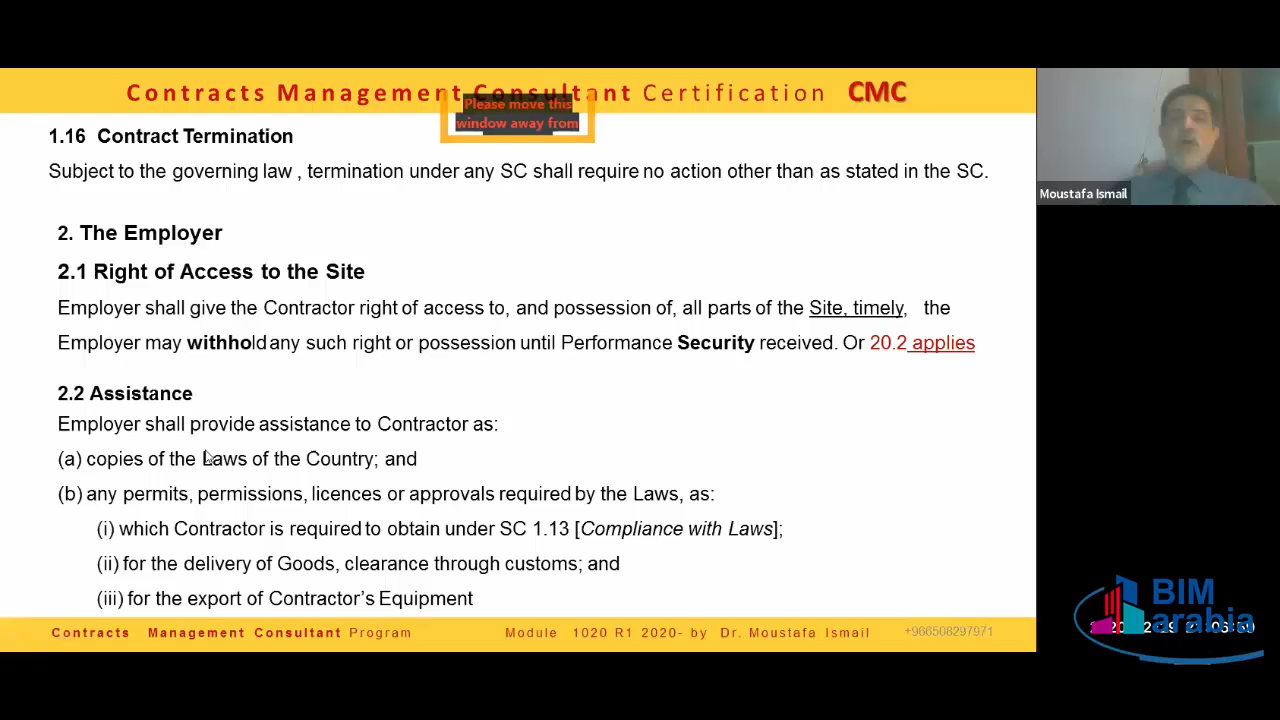 Contracts Management Consultant Certification CMC
Please move this
window away from
1.16 Contract Termination
Subject to the governing law , termination under any SC shall require no action other than as stated in the SC.
Moustafa Ismail
2. The Employer
2.1 Right of Access to the Site
Employer shall give the Contractor right of access to, and possession of, all parts of the Site, timely, the
Employer may withhold any such right or possession until Performance Security received. Or 20.2 applies
2.2 Assistance
Employer shall provide assistance to Contractor as:
(a) copies of the Laws of the Country; and
(b) any permits, permissions, licences or approvals required by the Laws, as:
(i) which Contractor is required to obtain under SC 1.13 [Compliance with Laws];
(ii) for the delivery of Goods, clearance through customs; and
(iii) for the export of Contractor's Equipment
Contracts Management Consultant Program
Module 1020 R1 2020- by Dr. Moustafa Ismail
+966508297971
BIM
arabia